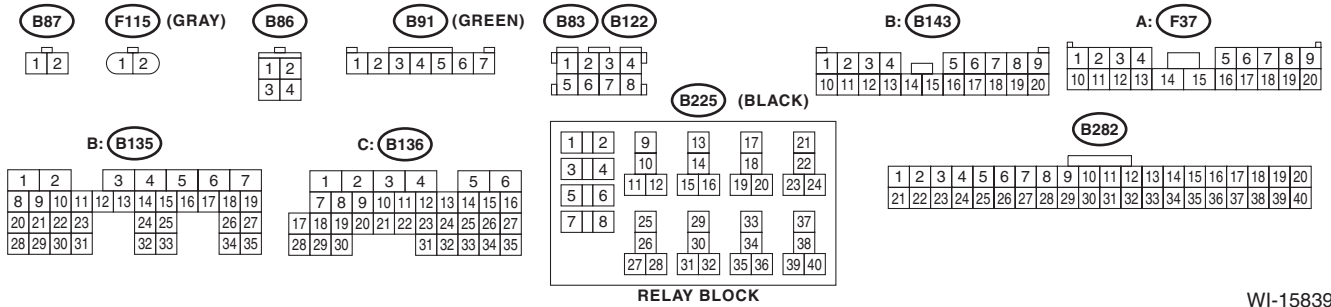 B87 F115 (GRAY) B86 B91 (GREEN) B83 B122 B: B143 A: F37
1 2
1 2
1 2
3 4
1 2 3 4 5 6 7
1 2 3 4
5 6 7 8
1 2 3 4 5 6 7 8 9
10 11 12 13 14 15 16 17 18 19 20
1 2 3 4 5 6 7 8 9
10 11 12 13 14 15 16 17 18 19 20
B: B135
1 2 3 4 5 6 7
8 9 10 11 12 13 14 15 16 17 18 19
20 21 22 23 24 25 26 27
28 29 30 31 32 33 34 35
C: B136
1 2 3 4 5 6
7 8 9 10 11 12 13 14 15 16
17 18 19 20 21 22 23 24 25 26 27
28 29 30 31 32 33 34 35
B225 (BLACK)
1 2 9 13 17 21
3 4 10 14 18 22
5 6 11 12 15 16 19 20 23 24
7 8 25 29 33 37
26 30 34 38
27 28 31 32 35 36 39 40
RELAY BLOCK
B282
1 2 3 4 5 6 7 8 9 10 11 12 13 14 15 16 17 18 19 20
21 22 23 24 25 26 27 28 29 30 31 32 33 34 35 36 37 38 39 40
WI-15839